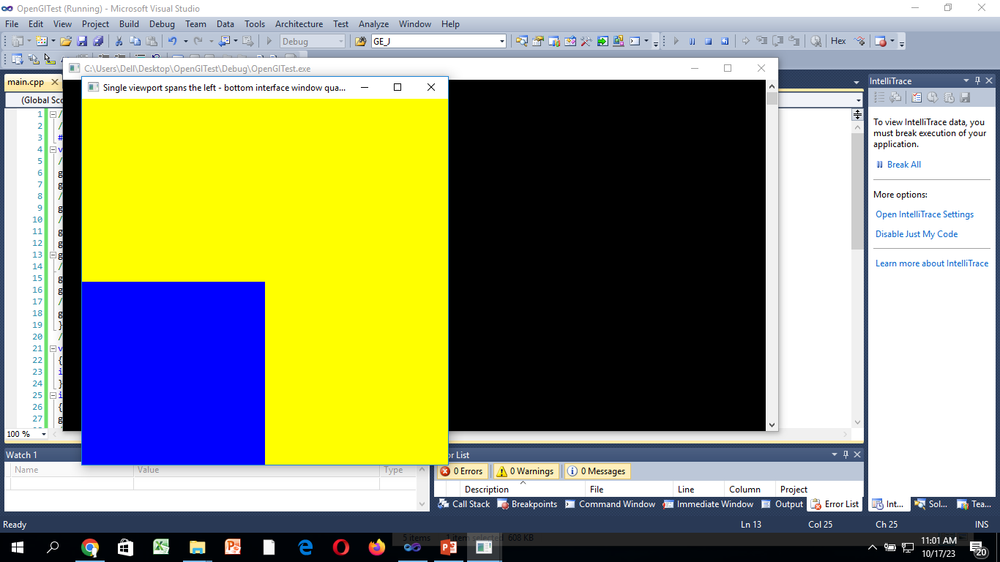 OpenGITest (Running) - Microsoft Visual Studio
File Edit View Project Build Debug Team Data Tools Architecture Test Analyze Window Help
Debug GE_J Hex
C:\Users\Dell\Desktop\OpenGITest\Debug\OpenGITest.exe
main.cpp
Single viewport spans the left - bottom interface window qua...
IntelliTrace
(Global Sco
1 /
2 /
3 #
4 v
5 /
6 g
7 g
8 /
9 g
10 /
11 g
12 g
13 g
14 /
15 g
16 g
17 /
18 g
19 }
20 /
21 v
22 {
23 i
24 }
25 i
26 {
27 g
100 %
To view IntelliTrace data, you
must break execution of your
application.
Break All
More options:
Open IntelliTrace Settings
Disable Just My Code
Learn more about IntelliTrace
Watch 1
Name Value Type
or List
0 Errors 0 Warnings 0 Messages
Description File Line Column Project
Call Stack Breakpoints Command Window Immediate Window Output Error List Int... Sol... Tea...
Ready Ln 13 Col 25 Ch 25 INS
5 items 1 item selected 608 KB
11:01 AM
10/17/23
20